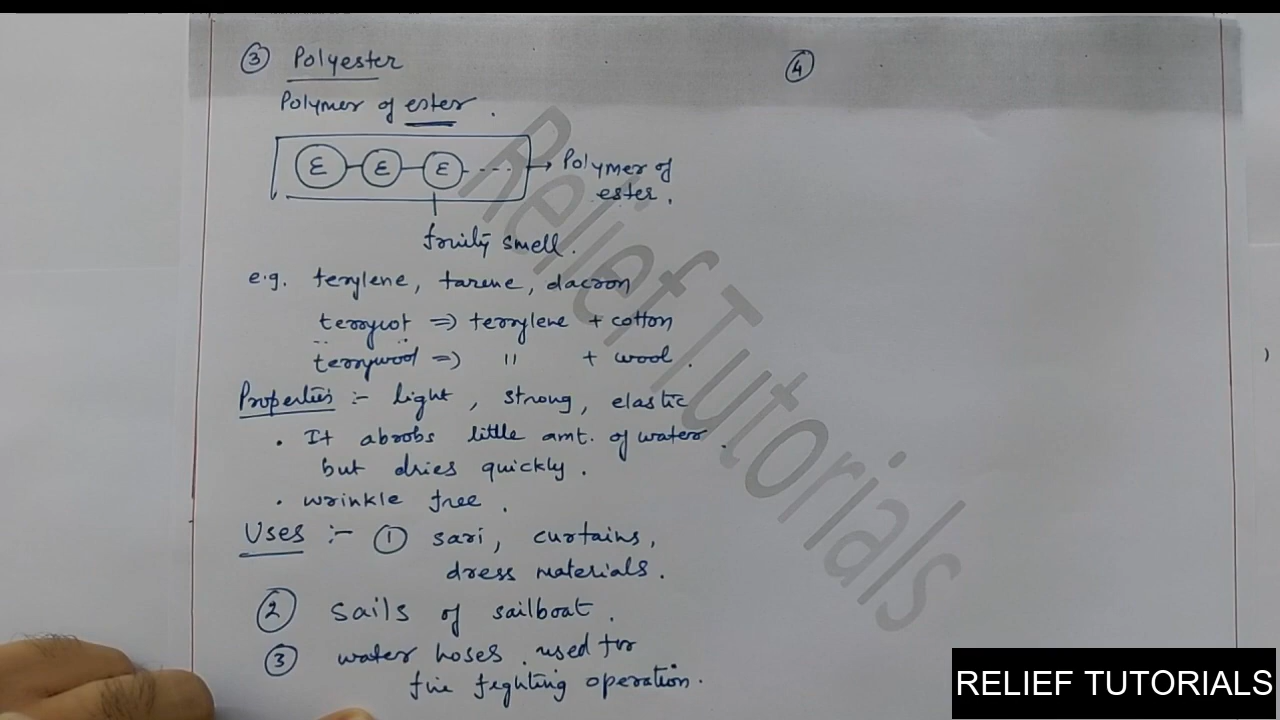 ③ Polyester
Polymer of ester.
ε ε ε ---- → Polymer of
ester.
fruity smell.
e.g. terylene, tarene, dacron
terrycot => terrylene + cotton
terrywool => " + wool.
Properties :- light, strong, elastic
• It absrobs little amt. of water.
but dries quickly.
• wrinkle free.
Uses :- ① sari, curtains,
dress materials.
② sails of sailboat.
③ water hoses used for
fire fighting operation.
④
Relief Tutorials
RELIEF TUTORIALS